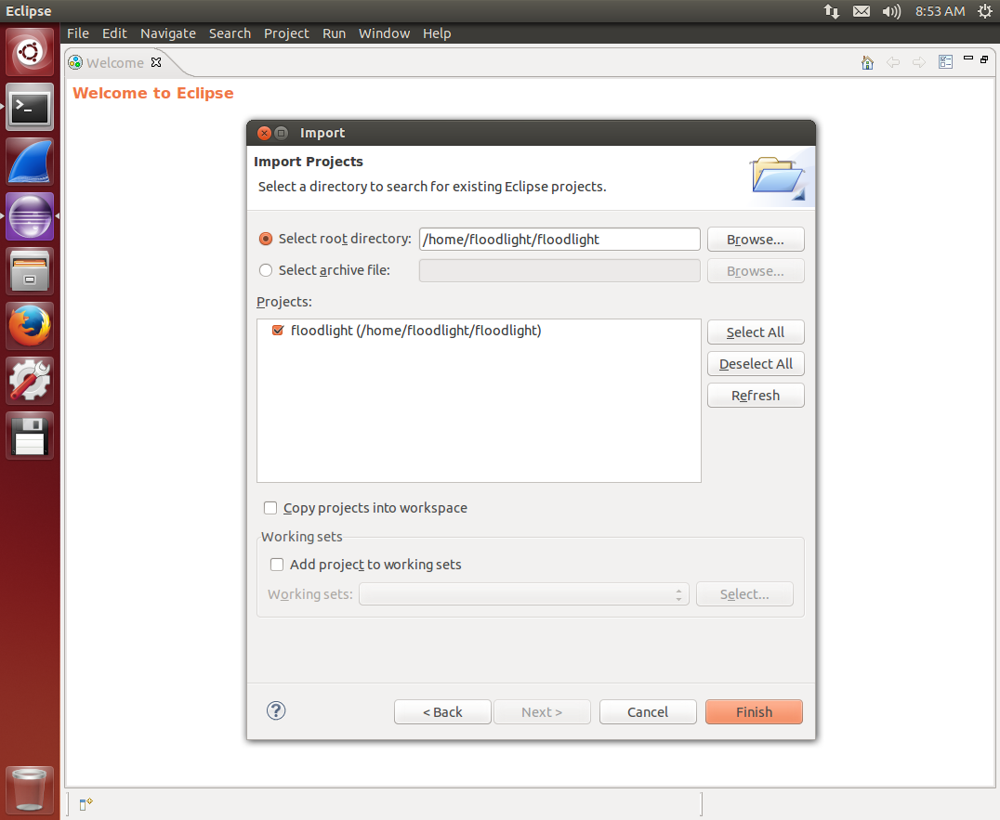 Eclipse 8:53 AM
File Edit Navigate Search Project Run Window Help
Welcome
Welcome to Eclipse
Import
Import Projects
Select a directory to search for existing Eclipse projects.
Select root directory: /home/floodlight/floodlight Browse...
Select archive file: Browse...
Projects:
floodlight (/home/floodlight/floodlight)
Select All
Deselect All
Refresh
Copy projects into workspace
Working sets
Add project to working sets
Working sets: Select...
? < Back Next > Cancel Finish